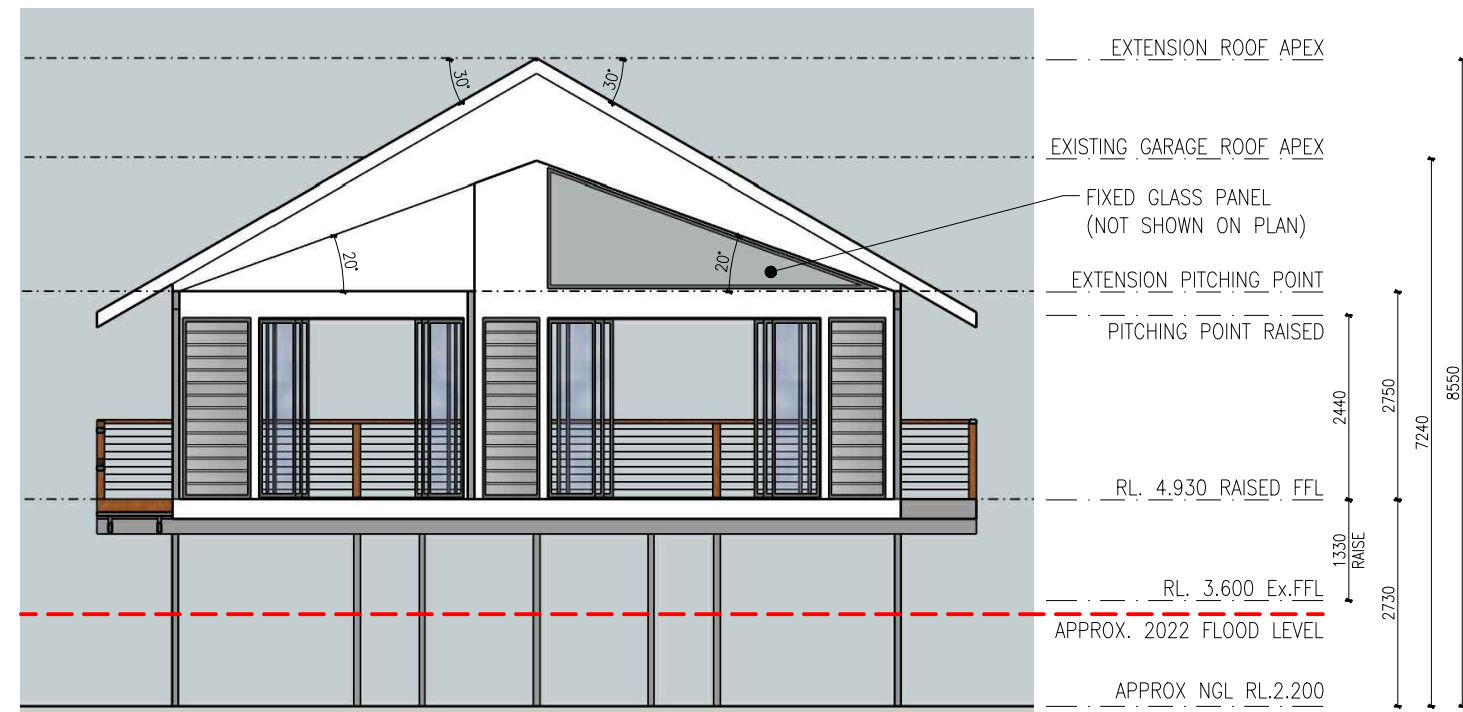 EXTENSION ROOF APEX
30°
30°
EXISTING GARAGE ROOF APEX
FIXED GLASS PANEL
(NOT SHOWN ON PLAN)
20°
20°
EXTENSION PITCHING POINT
PITCHING POINT RAISED
2440
2750
7240
8550
RL. 4.930 RAISED FFL
1330
RAISE
RL. 3.600 Ex.FFL
2730
APPROX. 2022 FLOOD LEVEL
APPROX NGL RL.2.200